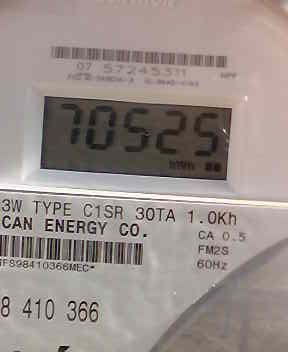 07 57245311
70525
3W TYPE C1SR 30TA 1.0Kh
CAN ENERGY CO.
CA 0.5
FM2S
60Hz
FS98410366MEC*
8 410 366